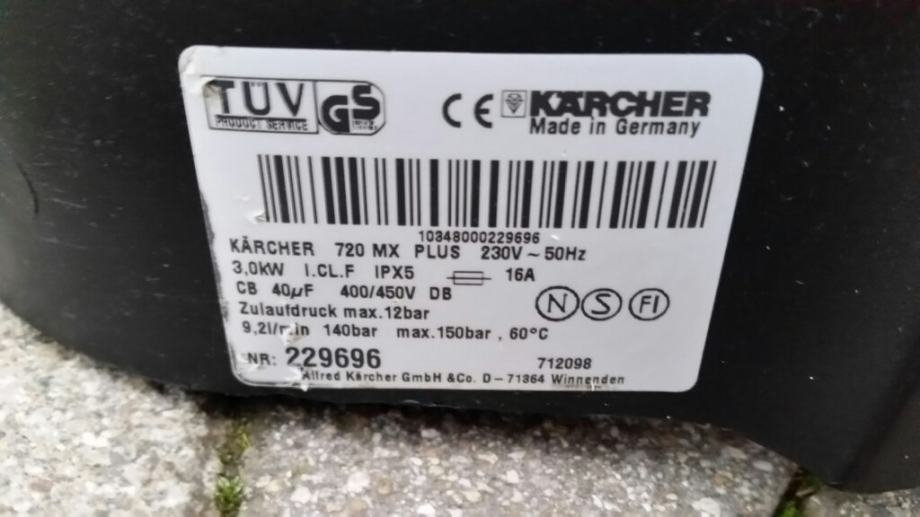 TÜV
PRODUCT SERVICE
GS
CE KÄRCHER
Made in Germany
10348000229696
KÄRCHER 720 MX PLUS 230V ~ 50Hz
3,0kW I.CL.F IPX5 16A
CB 40µF 400/450V DB
N S FI
Zulaufdruck max.12bar
9,2l/min 140bar max.150bar , 60°C
NR: 229696 712098
Alfred Kärcher GmbH &Co. D-71364 Winnenden